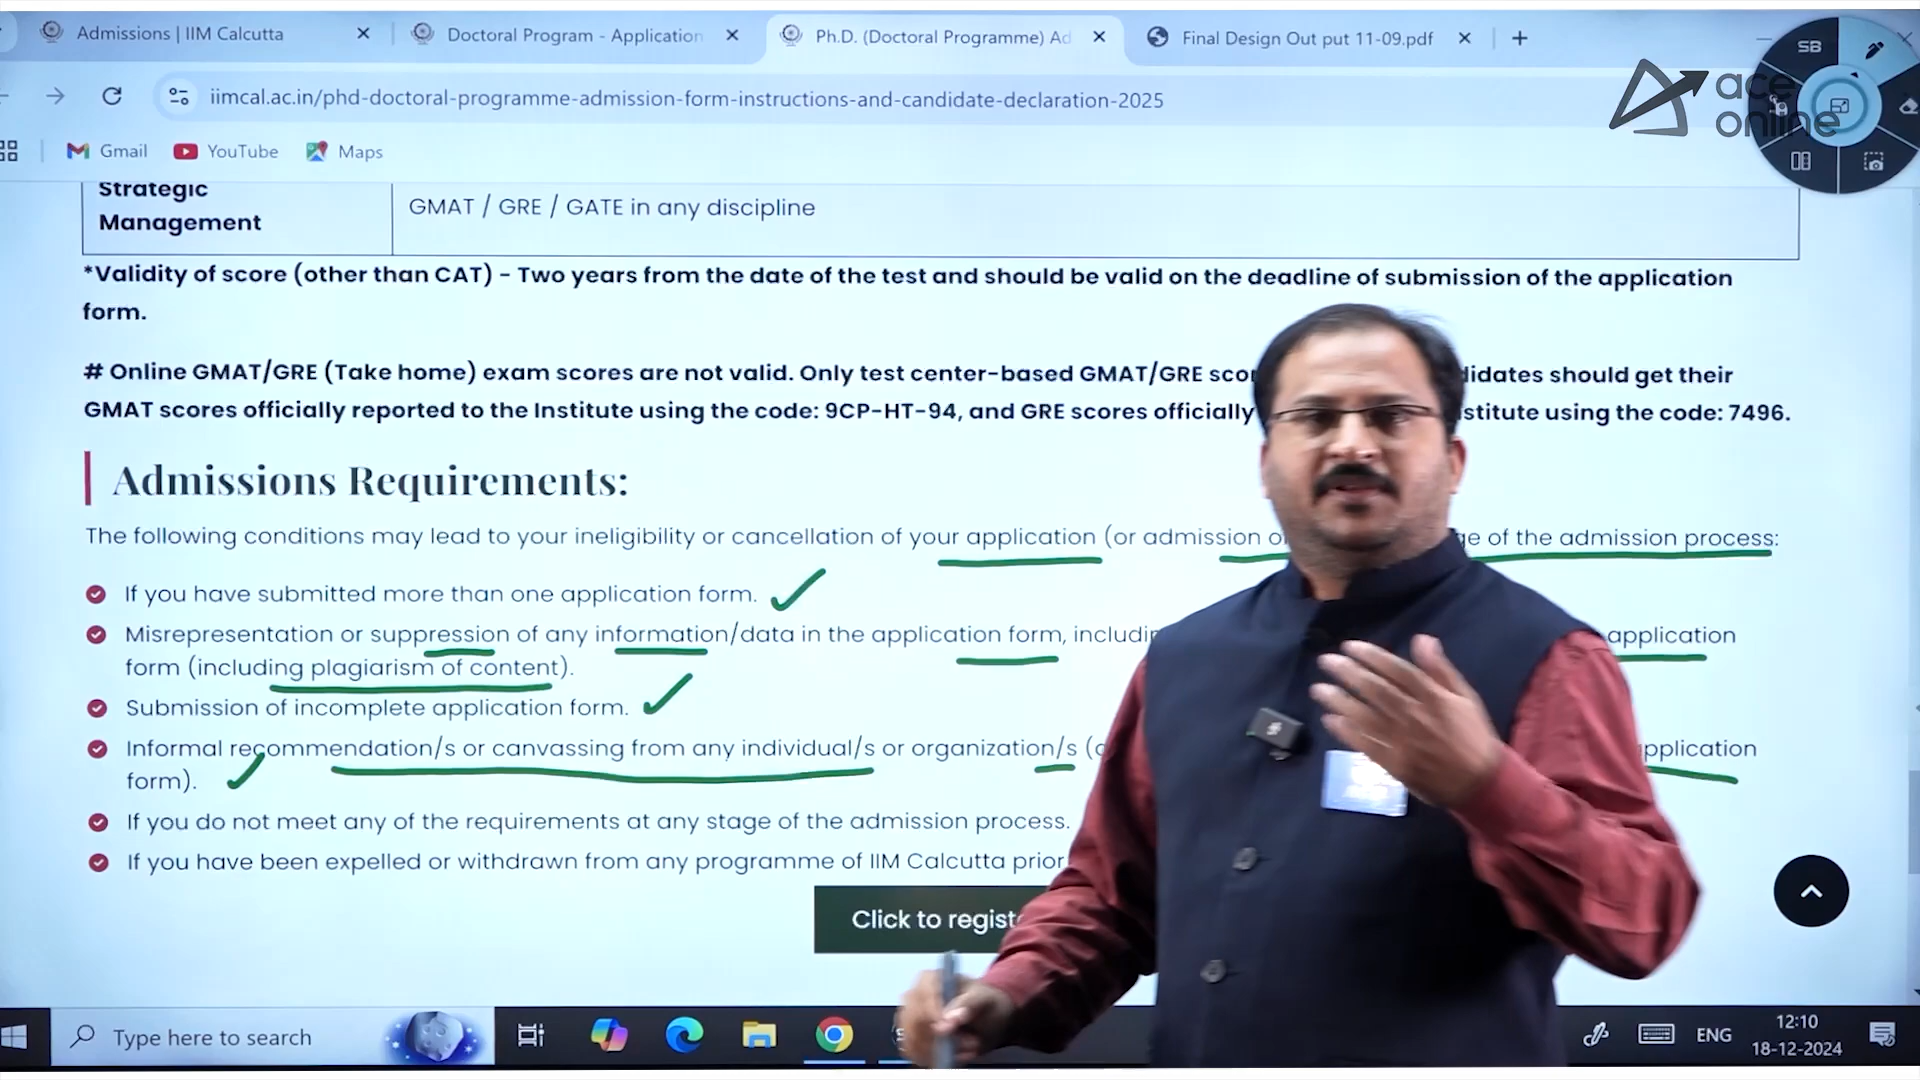 Admissions | IIM Calcutta
Doctoral Program - Application
Ph.D. (Doctoral Programme) Ad
Final Design Out put 11-09.pdf
SB
iimcal.ac.in/phd-doctoral-programme-admission-form-instructions-and-candidate-declaration-2025
ace
online
Gmail
YouTube
Maps
Strategic
Management
GMAT / GRE / GATE in any discipline
*Validity of score (other than CAT) - Two years from the date of the test and should be valid on the deadline of submission of the application
form.
# Online GMAT/GRE (Take home) exam scores are not valid. Only test center-based GMAT/GRE scor didates should get their
GMAT scores officially reported to the Institute using the code: 9CP-HT-94, and GRE scores officially stitute using the code: 7496.
Admissions Requirements:
The following conditions may lead to your ineligibility or cancellation of your application (or admission o ge of the admission process:
If you have submitted more than one application form.
Misrepresentation or suppression of any information/data in the application form, includin application
form (including plagiarism of content).
Submission of incomplete application form.
Informal recommendation/s or canvassing from any individual/s or organization/s ( pplication
form).
If you do not meet any of the requirements at any stage of the admission process.
If you have been expelled or withdrawn from any programme of IIM Calcutta prior
Click to regist
Type here to search
ENG
12:10
18-12-2024